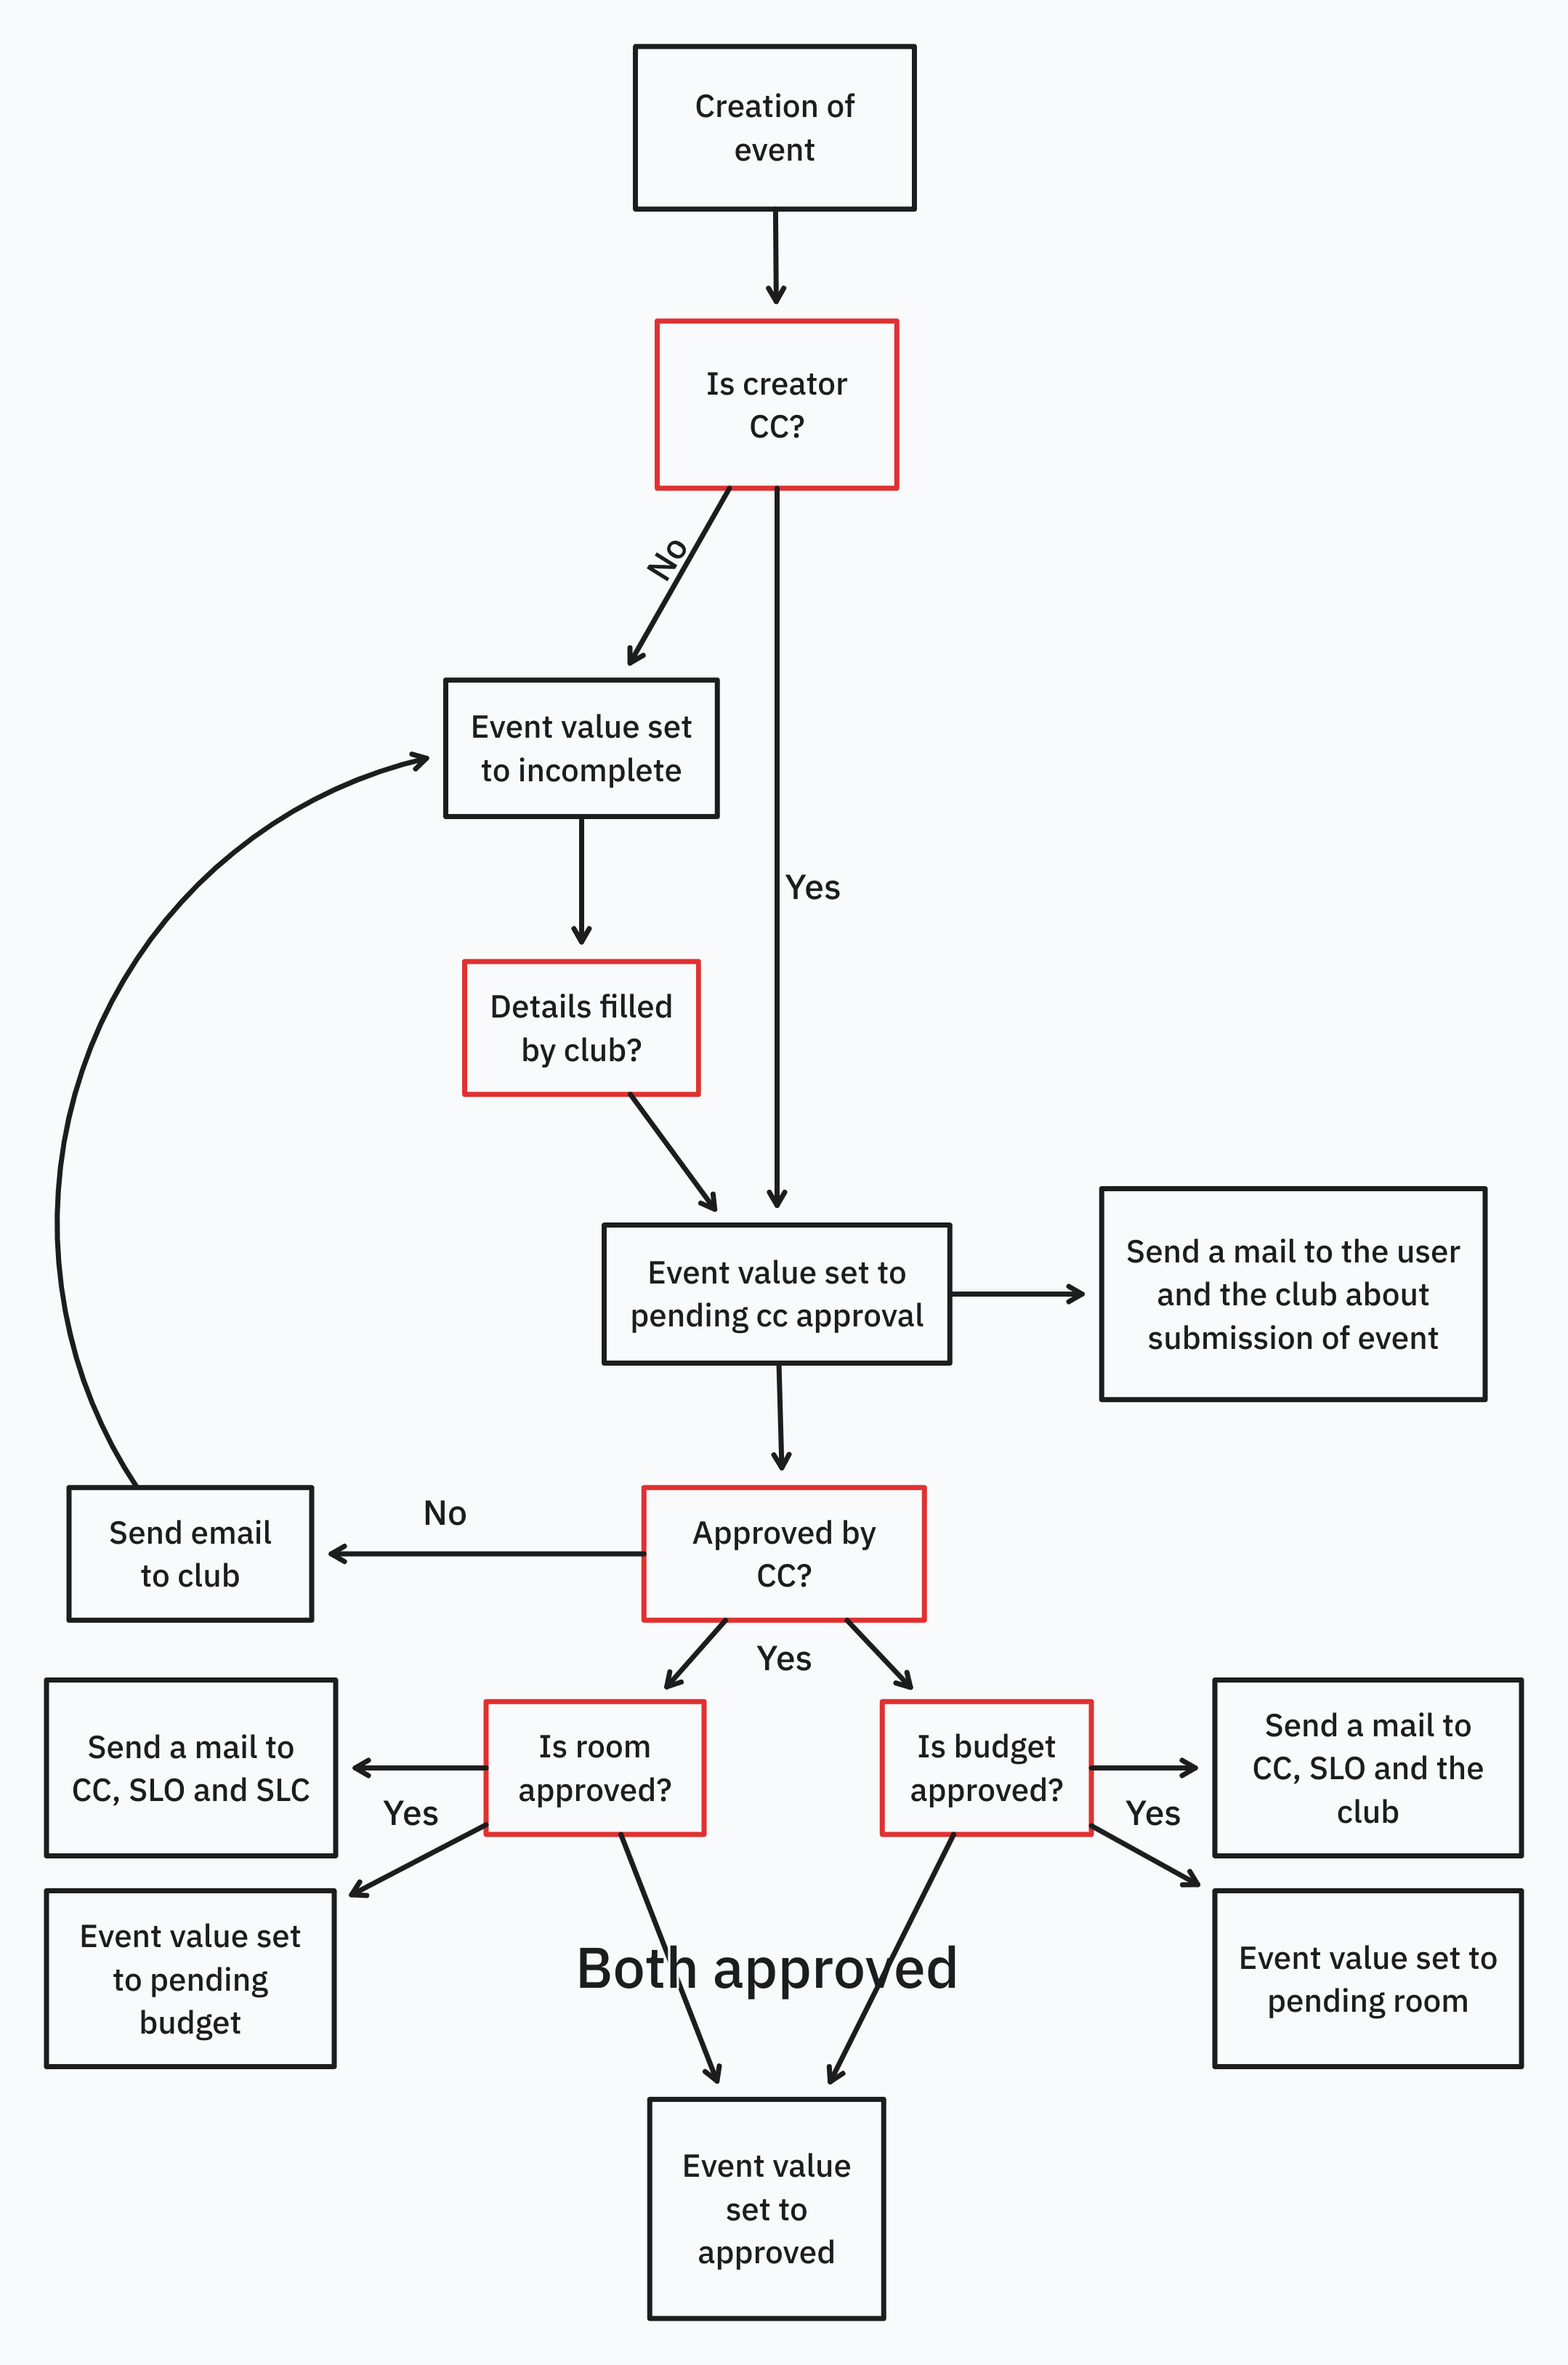 Creation of
event
Is creator
CC?
No
Event value set
to incomplete
Yes
Details filled
by club?
Event value set to
pending cc approval
Send a mail to the user
and the club about
submission of event
Approved by
CC?
No
Send email
to club
Yes
Is room
approved?
Is budget
approved?
Send a mail to
CC, SLO and SLC
Yes
Send a mail to
CC, SLO and the
club
Yes
Event value set
to pending
budget
Event value set to
pending room
Both approved
Event value
set to
approved